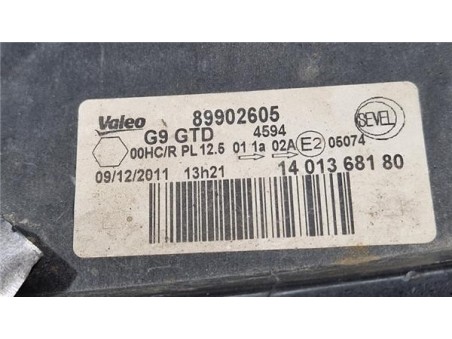 Valeo 89902605
G9 GTD 4594 SEVEL
00HC/R PL 12.5 01 1a 02A E2 05074
09/12/2011 13h21 14 013 681 80